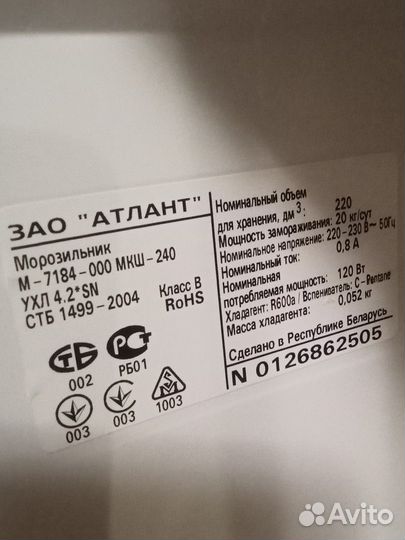 ЗАО "АТЛАНТ"
Морозильник
М-7184-000 МКШ-240
УХЛ 4.2*SN
СТБ 1499-2004
Класс В
RoHS
СТБ
002
РСТ
РБ01
003
003
1003
Номинальный объем
для хранения, дм³: 220
Мощность замораживания: 20 кг/сут
Номинальное напряжение: 220-230 В~ 50Гц
Номинальный ток: 0,8 А
Номинальная
потребляемая мощность: 120 Вт
Хладагент: R600a / Вспениватель: C-Pentane
Масса хладагента: 0,052 кг
Сделано в Республике Беларусь
N 0126862505
Avito